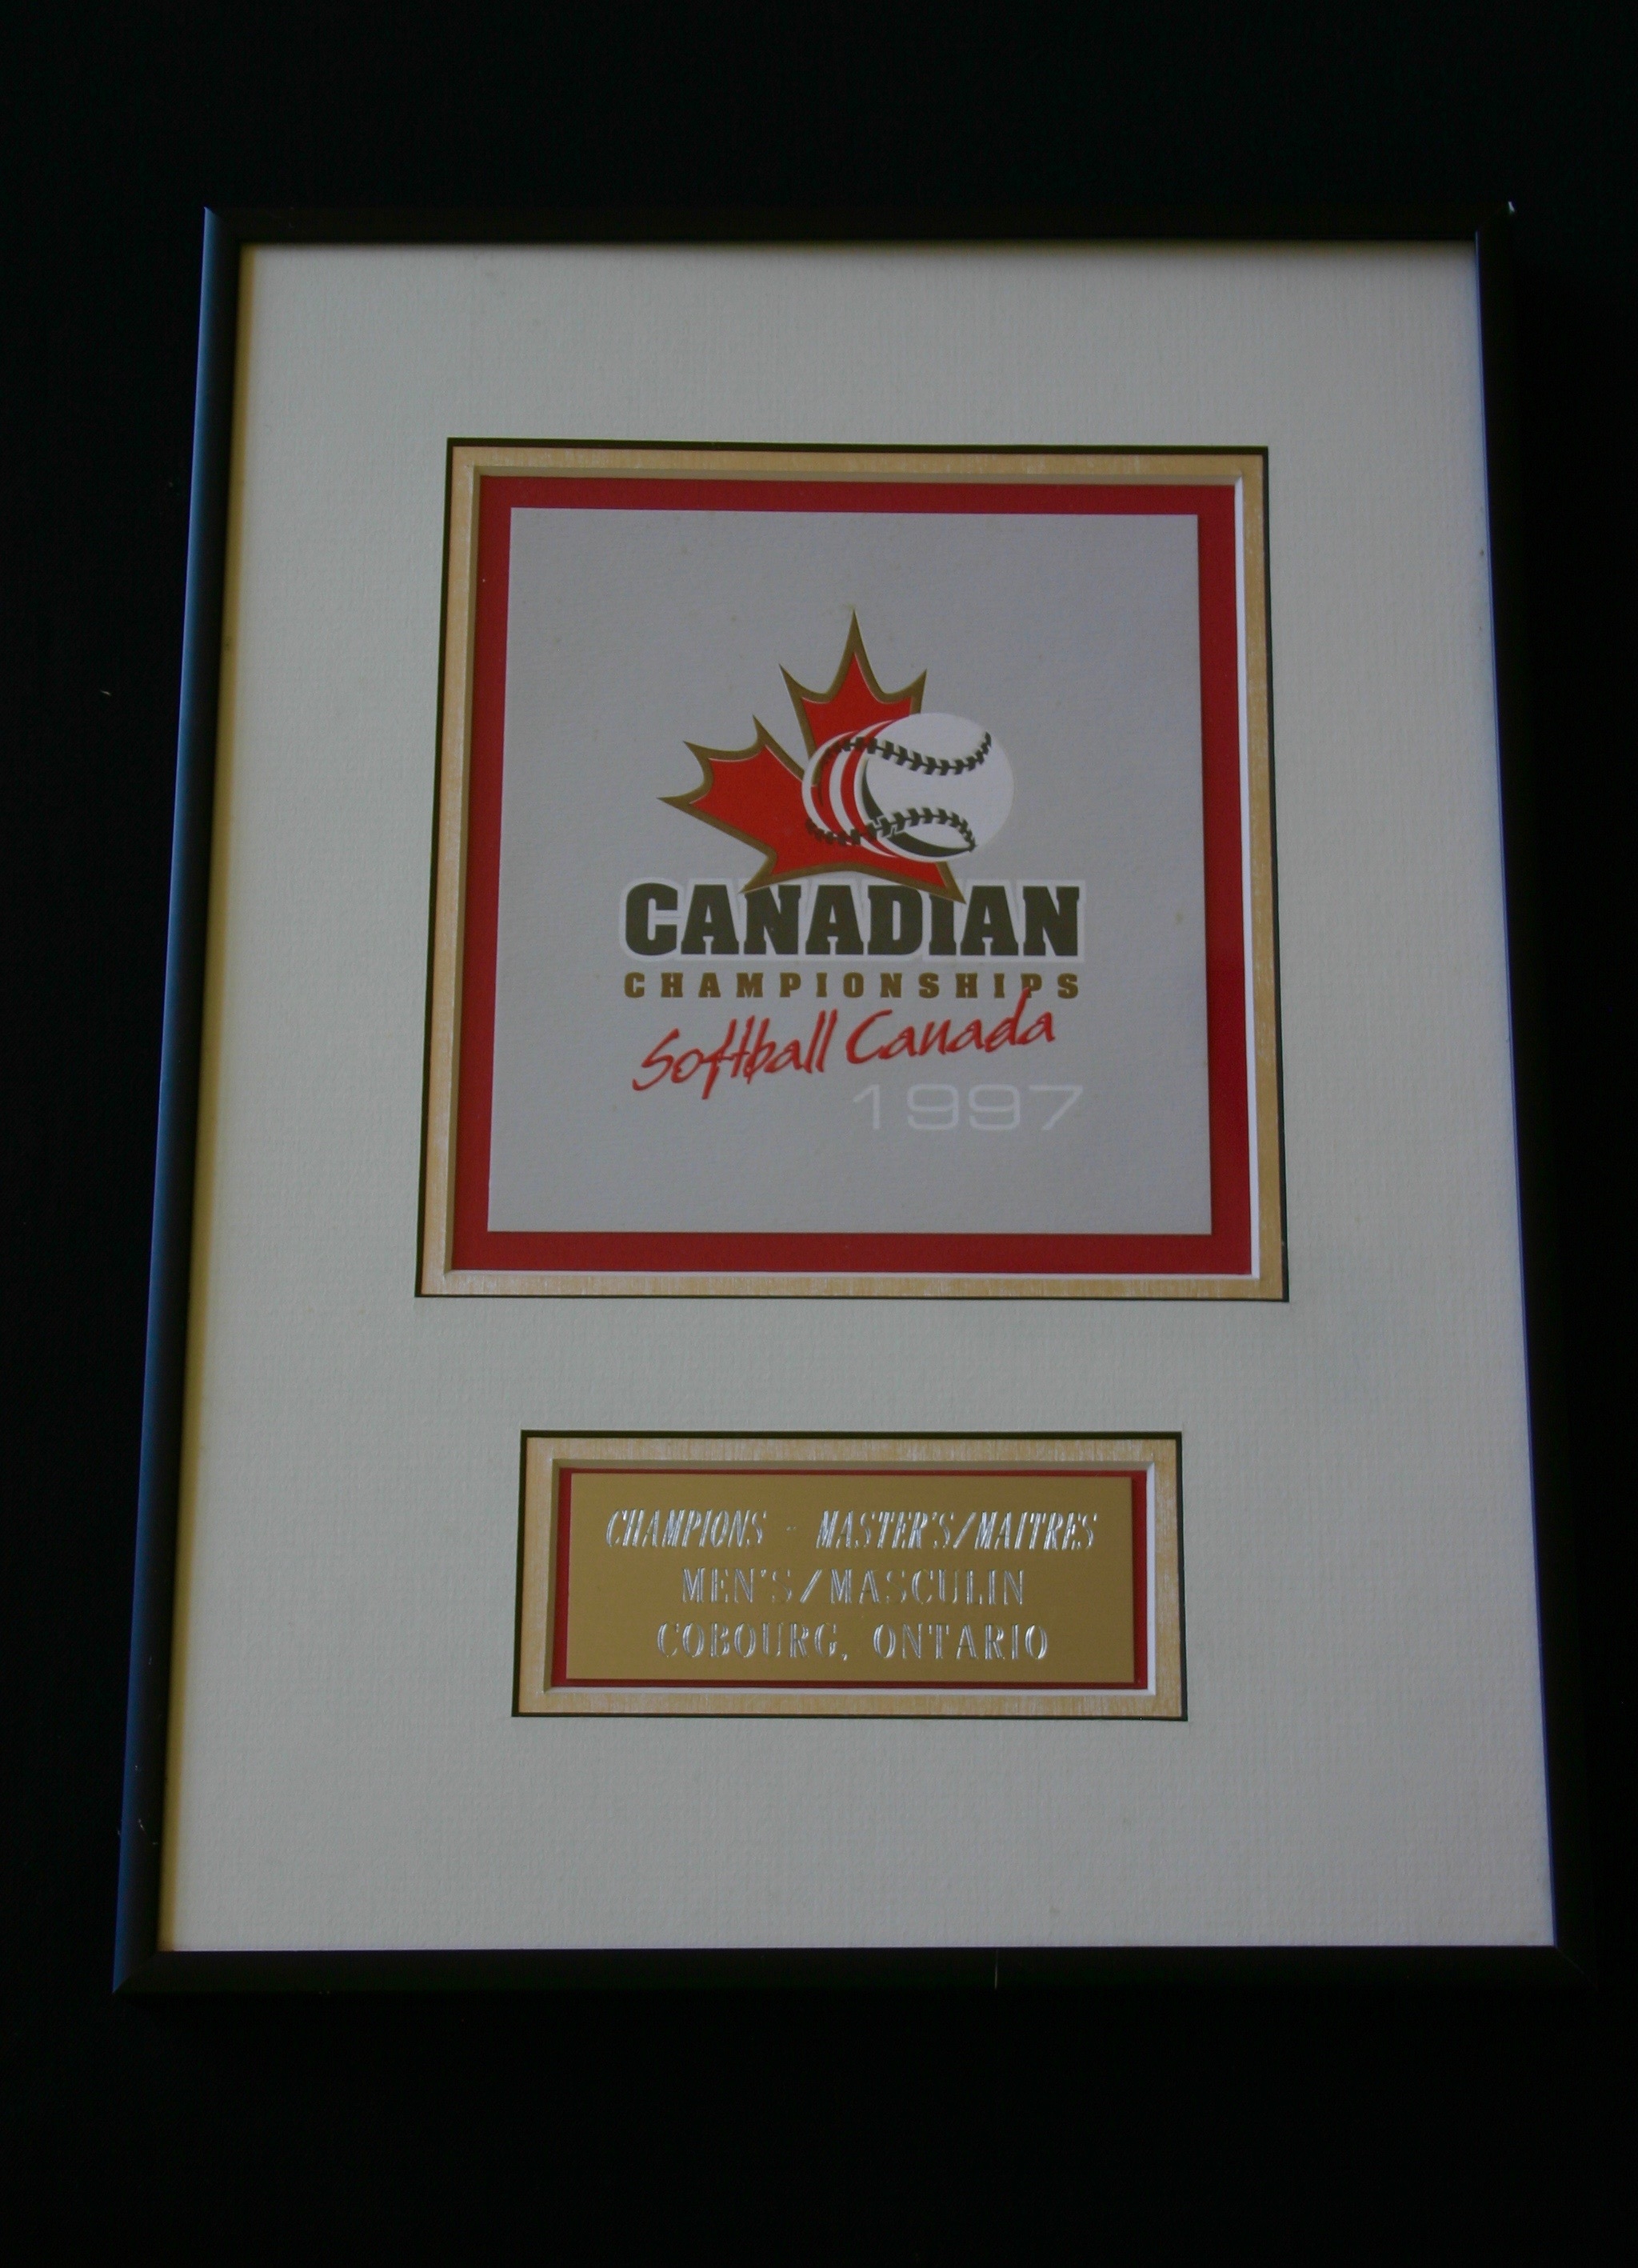 CANADIAN
CHAMPIONSHIPS
Softball Canada
1997
CHAMPIONS - MASTER'S/MAITRES
MEN'S/MASCULIN
COBOURG, ONTARIO